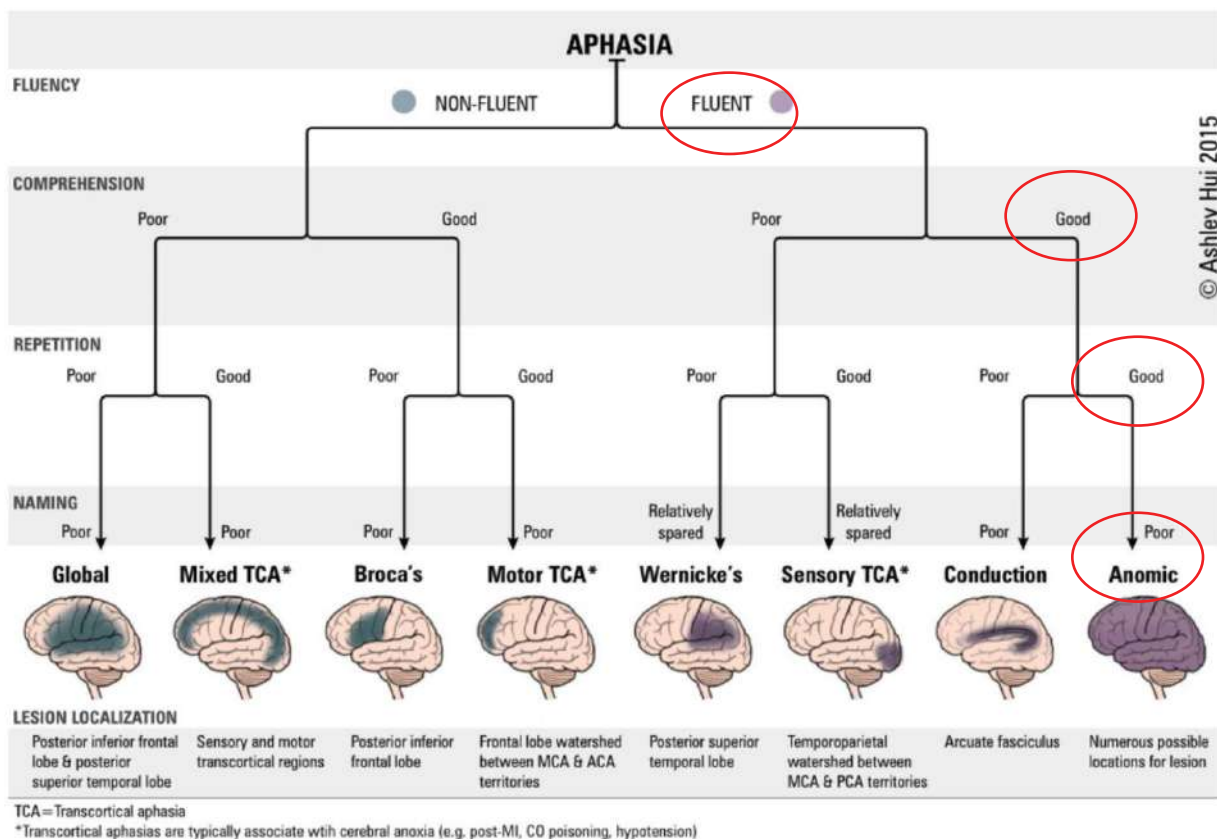 APHASIA
FLUENCY
NON-FLUENT FLUENT
© Ashley Hui 2015
COMPREHENSION
Poor Good Poor Good
REPETITION
Poor Good Poor Good Poor Good Poor Good
NAMING
Relatively Relatively
Poor Poor Poor Poor spared spared Poor Poor
Global Mixed TCA* Broca's Motor TCA* Wernicke's Sensory TCA* Conduction Anomic
LESION LOCALIZATION
Posterior inferior frontal Sensory and motor Posterior inferior Frontal lobe watershed Posterior superior Temporoparietal Arcuate fasciculus Numerous possible
lobe & posterior transcortical regions frontal lobe between MCA & ACA temporal lobe watershed between locations for lesion
superior temporal lobe territories MCA & PCA territories
TCA=Transcortical aphasia
*Transcortical aphasias are typically associate wtih cerebral anoxia (e.g. post-MI, CO poisoning, hypotension)